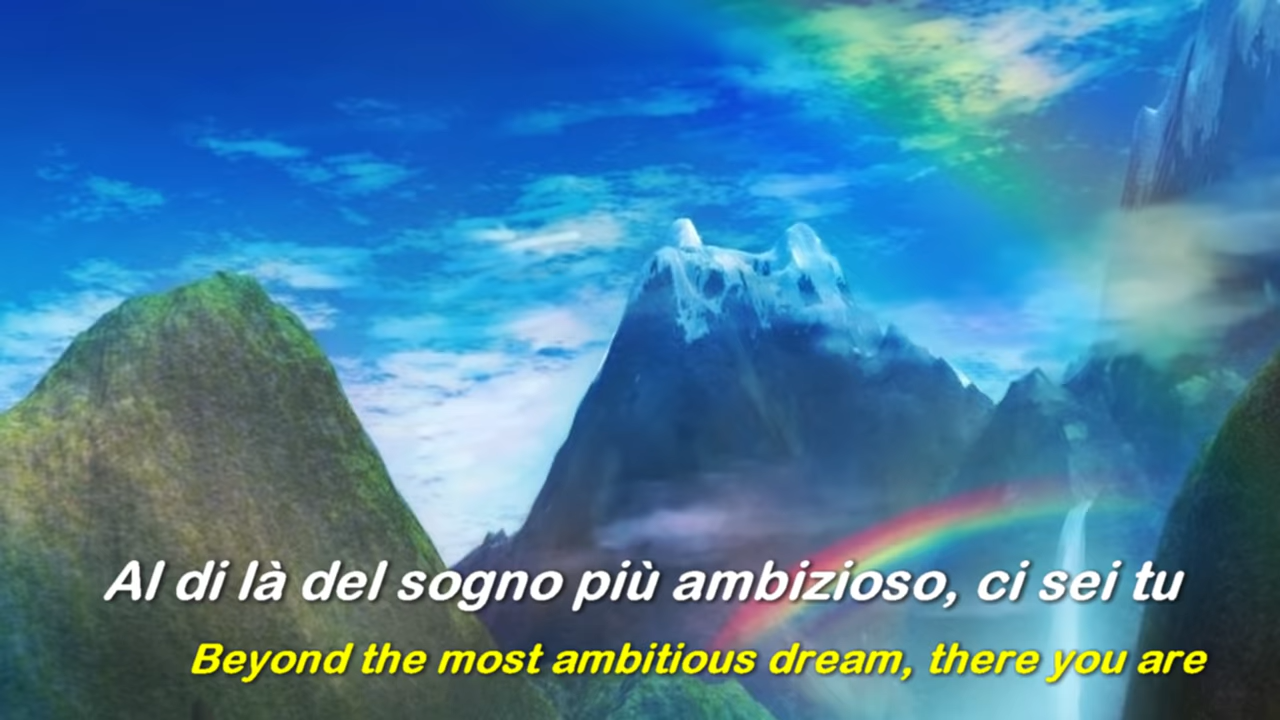 Al di là del sogno più ambizioso, ci sei tu
Beyond the most ambitious dream, there you are